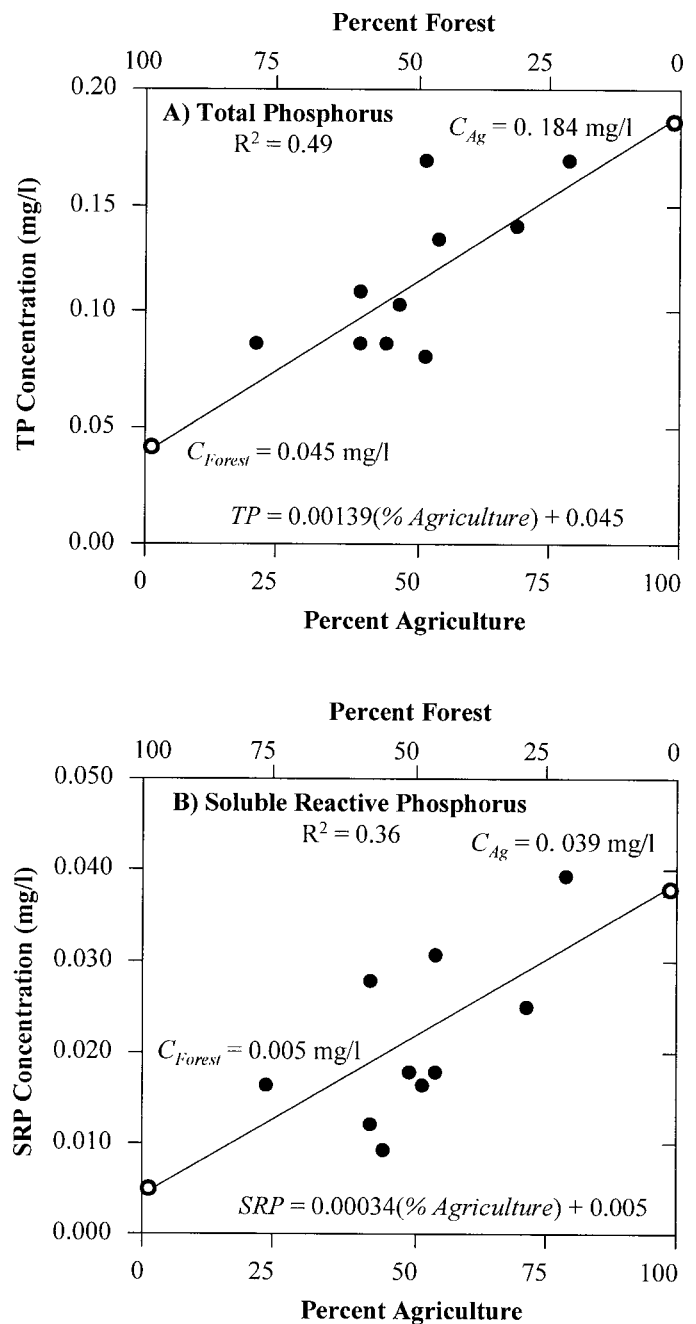 Percent Forest
100 75 50 25 0
0.20
A) Total Phosphorus
R² = 0.49
C_Ag = 0. 184 mg/l
0.15
0.10
0.05
0.00
TP Concentration (mg/l)
C_Forest = 0.045 mg/l
TP = 0.00139(% Agriculture) + 0.045
0 25 50 75 100
Percent Agriculture
Percent Forest
100 75 50 25 0
0.050
B) Soluble Reactive Phosphorus
R² = 0.36
C_Ag = 0. 039 mg/l
0.040
0.030
0.020
0.010
0.000
SRP Concentration (mg/l)
C_Forest = 0.005 mg/l
SRP = 0.00034(% Agriculture) + 0.005
0 25 50 75 100
Percent Agriculture